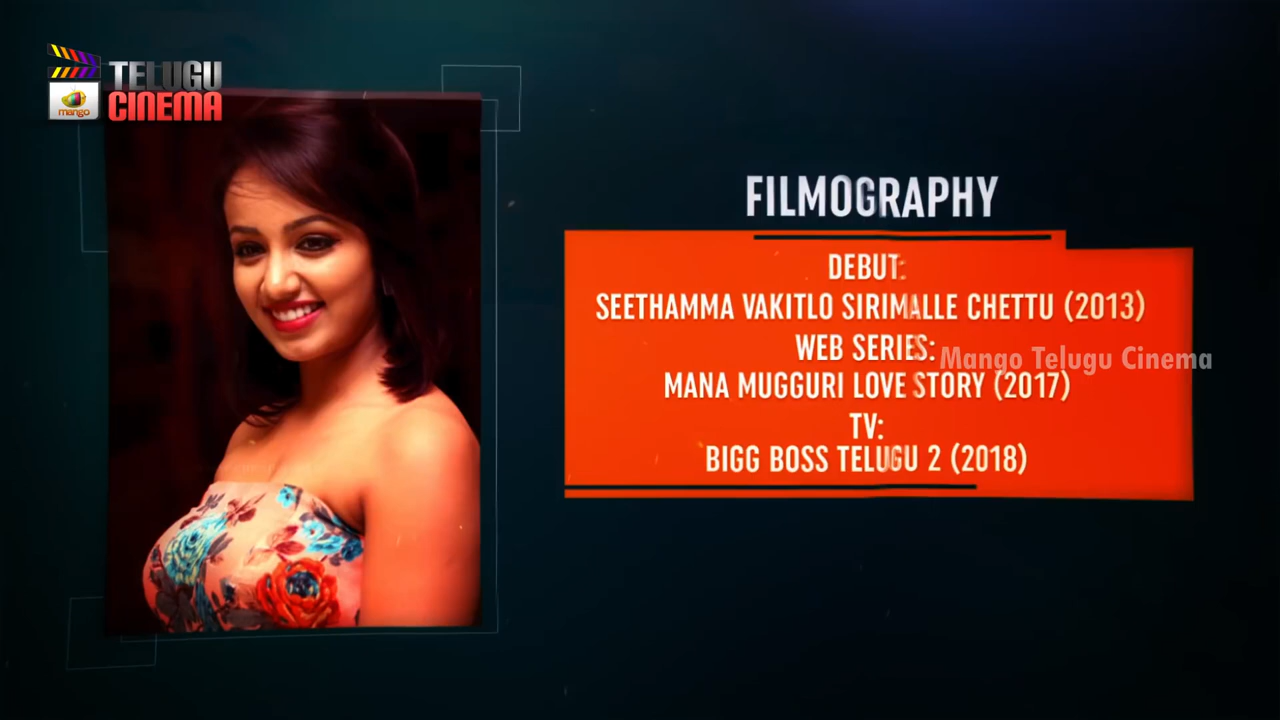 TELUGU
CINEMA
mango
FILMOGRAPHY
DEBUT:
SEETHAMMA VAKITLO SIRIMALLE CHETTU (2013)
WEB SERIES:
Mango Telugu Cinema
MANA MUGGURI LOVE STORY (2017)
TV:
BIGG BOSS TELUGU 2 (2018)